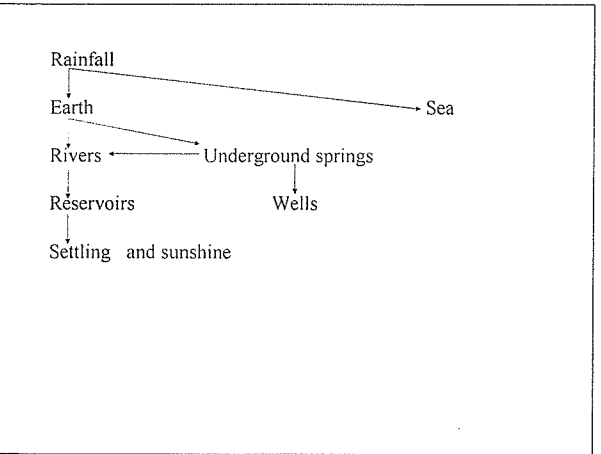 Rainfall
Earth Sea
Rivers Underground springs
Reservoirs Wells
Settling and sunshine